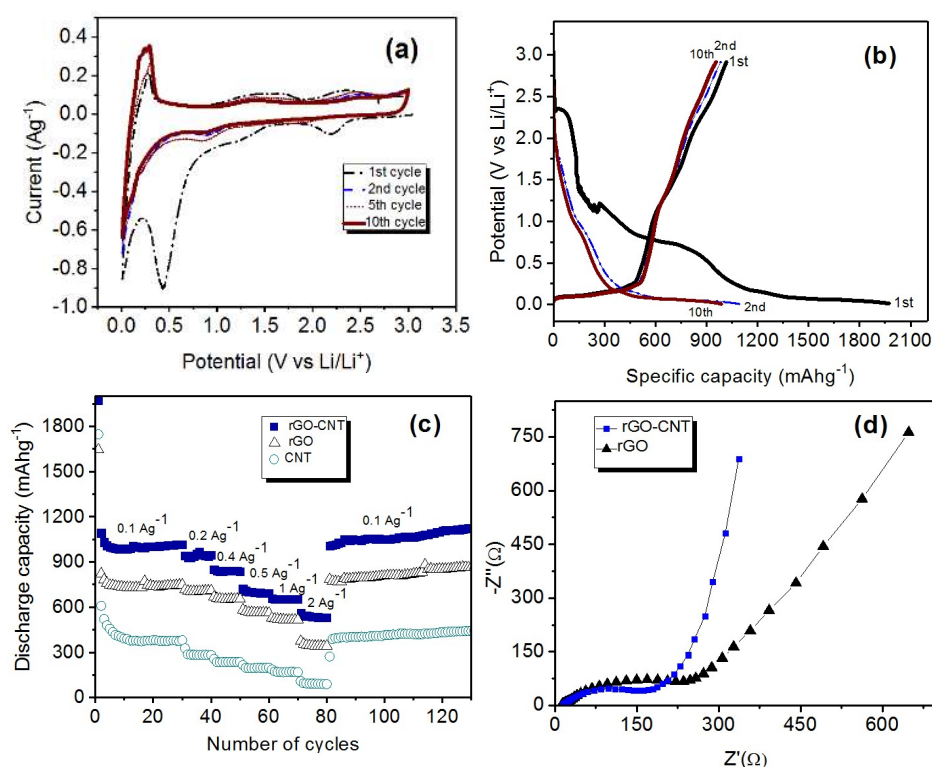 (a)
0.4
0.2
0.0
-0.2
-0.4
-0.6
-0.8
-1.0
Current (Ag⁻¹)
1st cycle
2nd cycle
5th cycle
10th cycle
0.0 0.5 1.0 1.5 2.0 2.5 3.0 3.5
Potential (V vs Li/Li⁺)
(b)
3.0
2.5
2.0
1.5
1.0
0.5
0.0
Potential (V vs Li/Li⁺)
10th 2nd 1st
10th 2nd 1st
0 300 600 900 1200 1500 1800 2100
Specific capacity (mAhg⁻¹)
(c)
1800
1500
1200
900
600
300
0
Discharge capacity (mAhg⁻¹)
rGO-CNT
rGO
CNT
0.1 Ag⁻¹
0.2 Ag⁻¹
0.4 Ag⁻¹
0.5 Ag⁻¹
1 Ag⁻¹
2 Ag⁻¹
0.1 Ag⁻¹
0 20 40 60 80 100 120
Number of cycles
(d)
750
600
450
300
150
0
-Z''(Ω)
rGO-CNT
rGO
0 150 300 450 600
Z'(Ω)